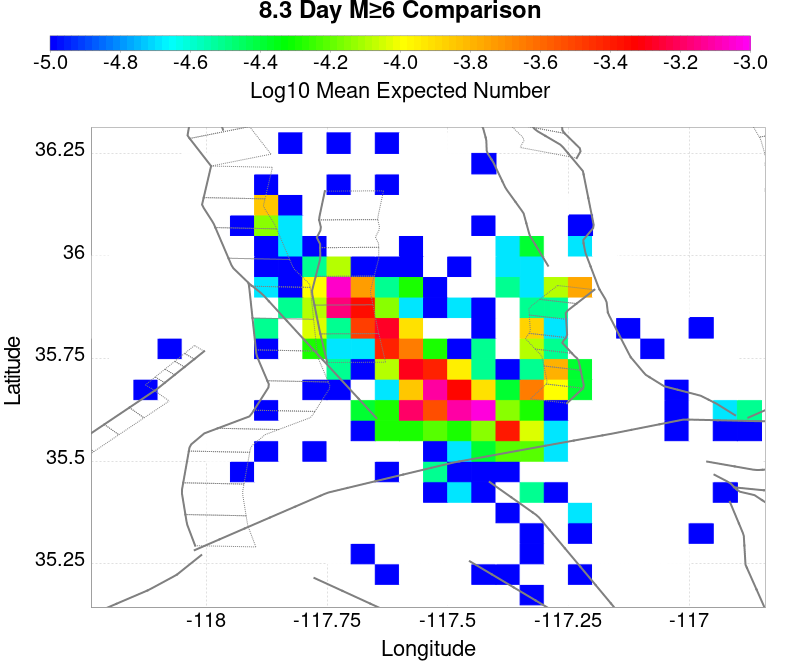 8.3 Day M≥6 Comparison
-5.0 -4.8 -4.6 -4.4 -4.2 -4.0 -3.8 -3.6 -3.4 -3.2 -3.0
Log10 Mean Expected Number
36.25
36
35.75
35.5
35.25
Latitude
-118 -117.75 -117.5 -117.25 -117
Longitude